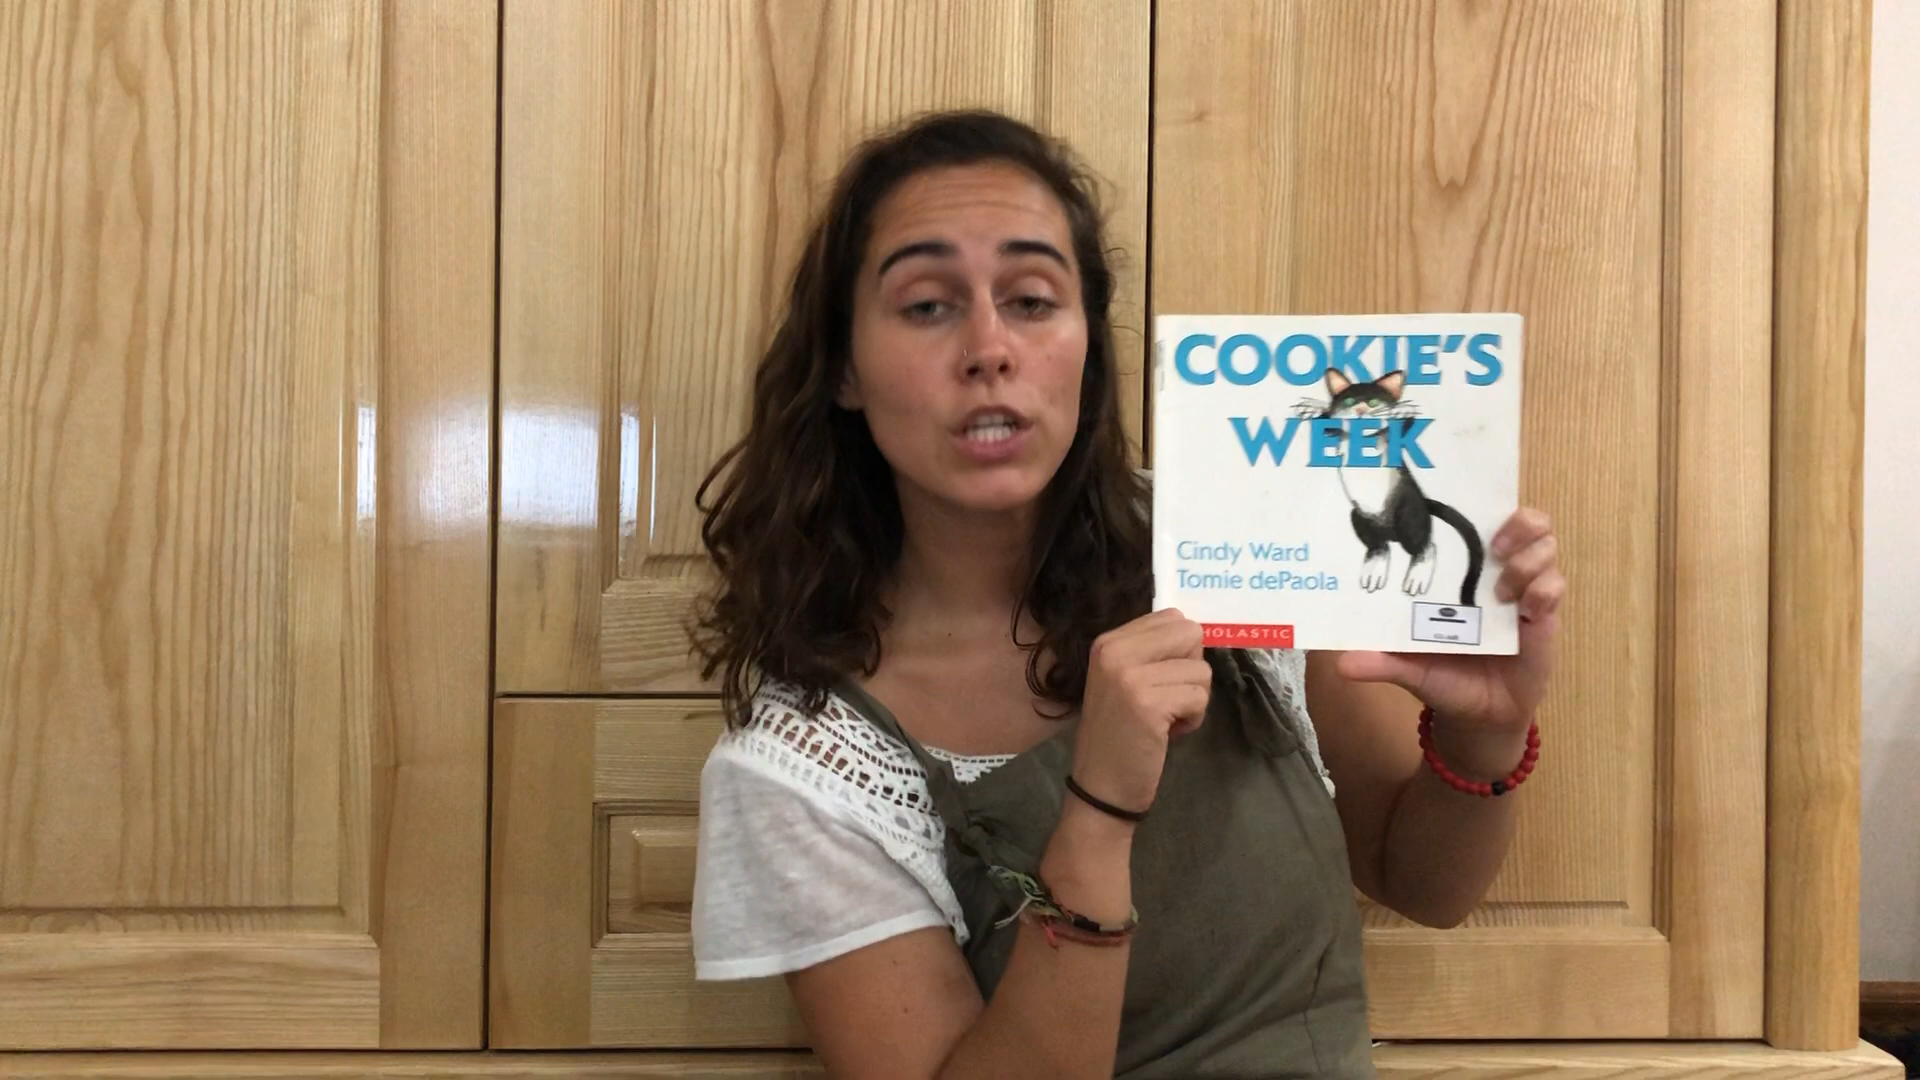 COOKIE'S
WEEK
Cindy Ward
Tomie dePaola
HOLASTIC